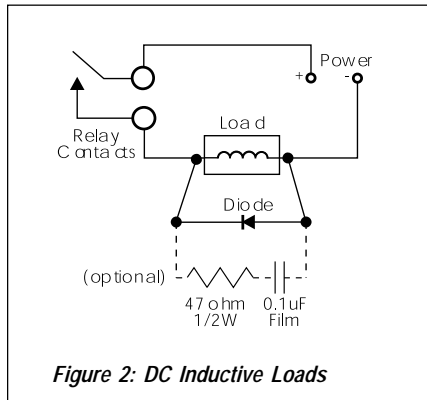 Power
+ -
Load
Relay
Contacts
Diode
(optional)
47 ohm 0.1uF
1/2W Film
Figure 2: DC Inductive Loads